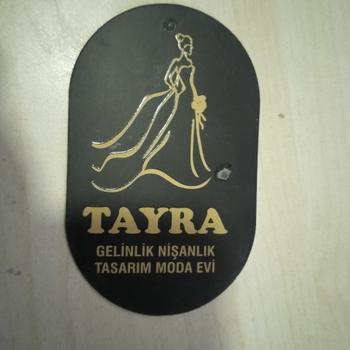 TAYRA
GELİNLİK NİŞANLIK
TASARIM MODA EVİ